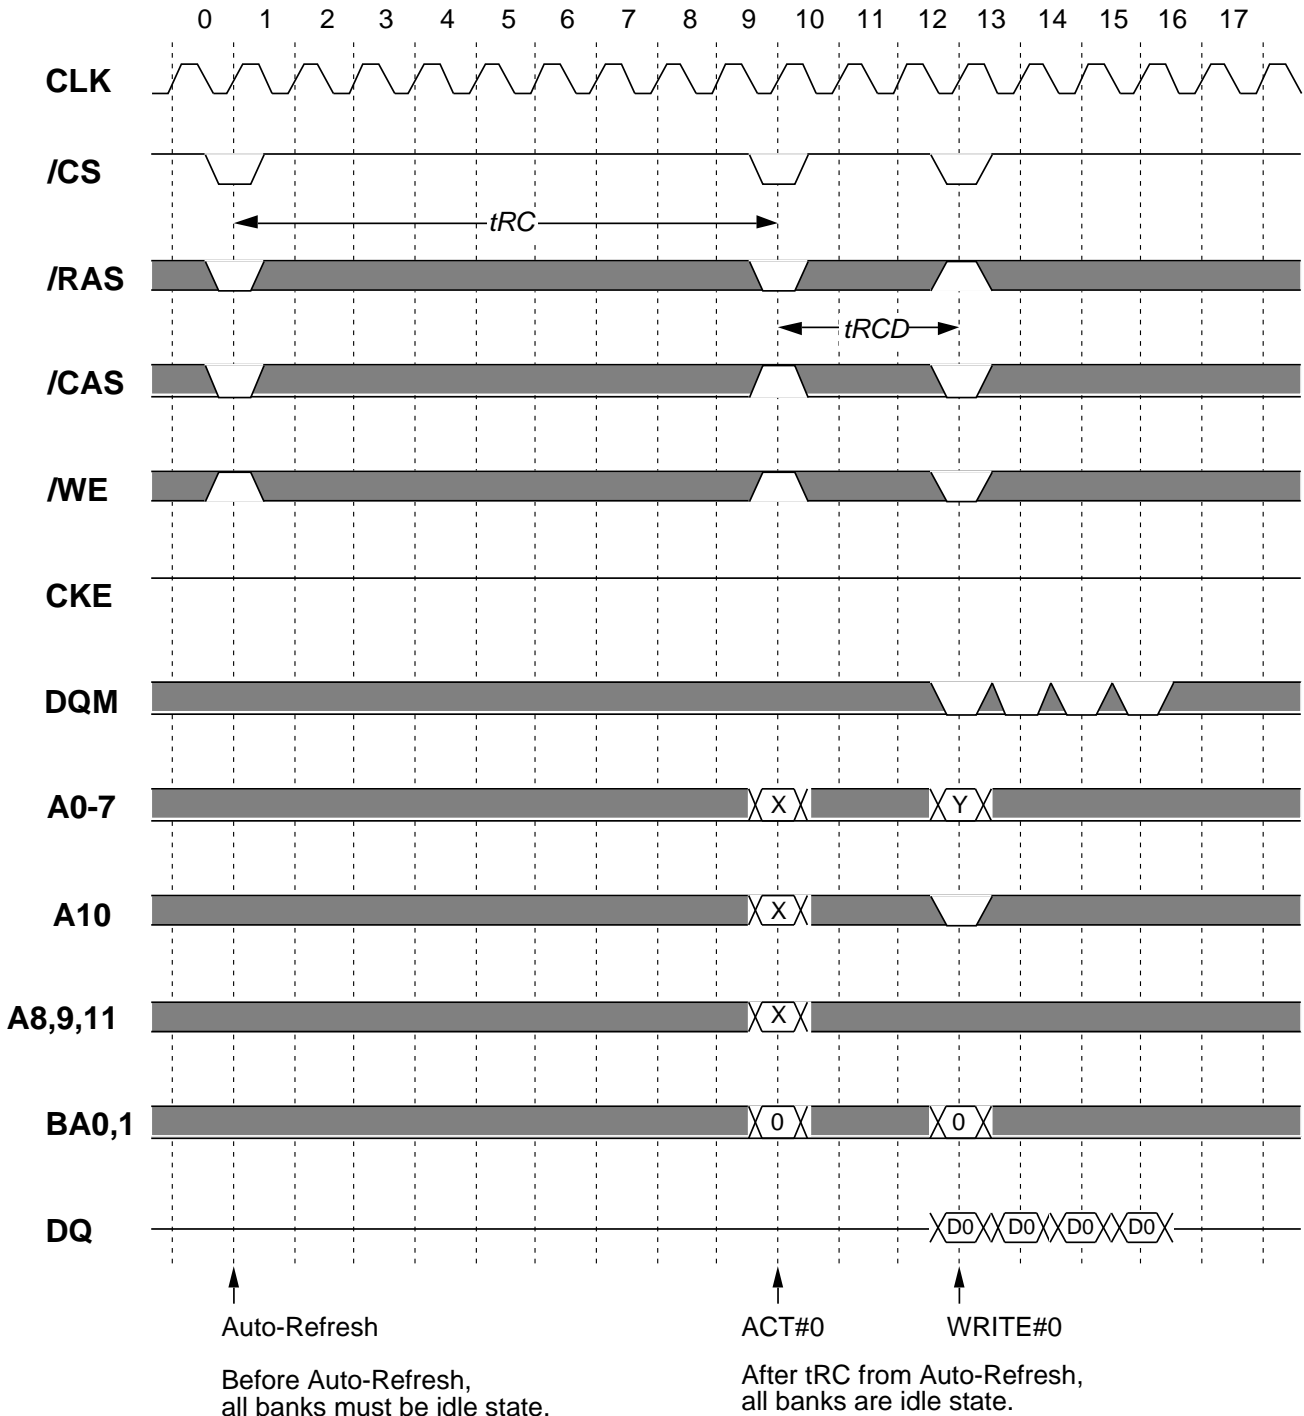 0 1 2 3 4 5 6 7 8 9 10 11 12 13 14 15 16 17
CLK
/CS
tRC
/RAS
tRCD
/CAS
/WE
CKE
DQM
A0-7 X Y
A10 X
A8,9,11 X
BA0,1 0 0
DQ D0 D0 D0 D0
Auto-Refresh ACT#0 WRITE#0
Before Auto-Refresh, After tRC from Auto-Refresh,
all banks must be idle state. all banks are idle state.